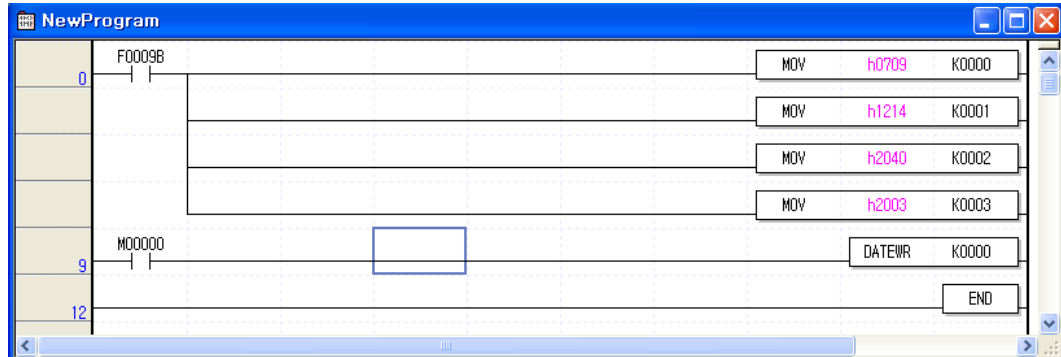 NewProgram
F0009B
0 MOV h0709 K0000
MOV h1214 K0001
MOV h2040 K0002
MOV h2003 K0003
M00000
9 DATEWR K0000
12 END